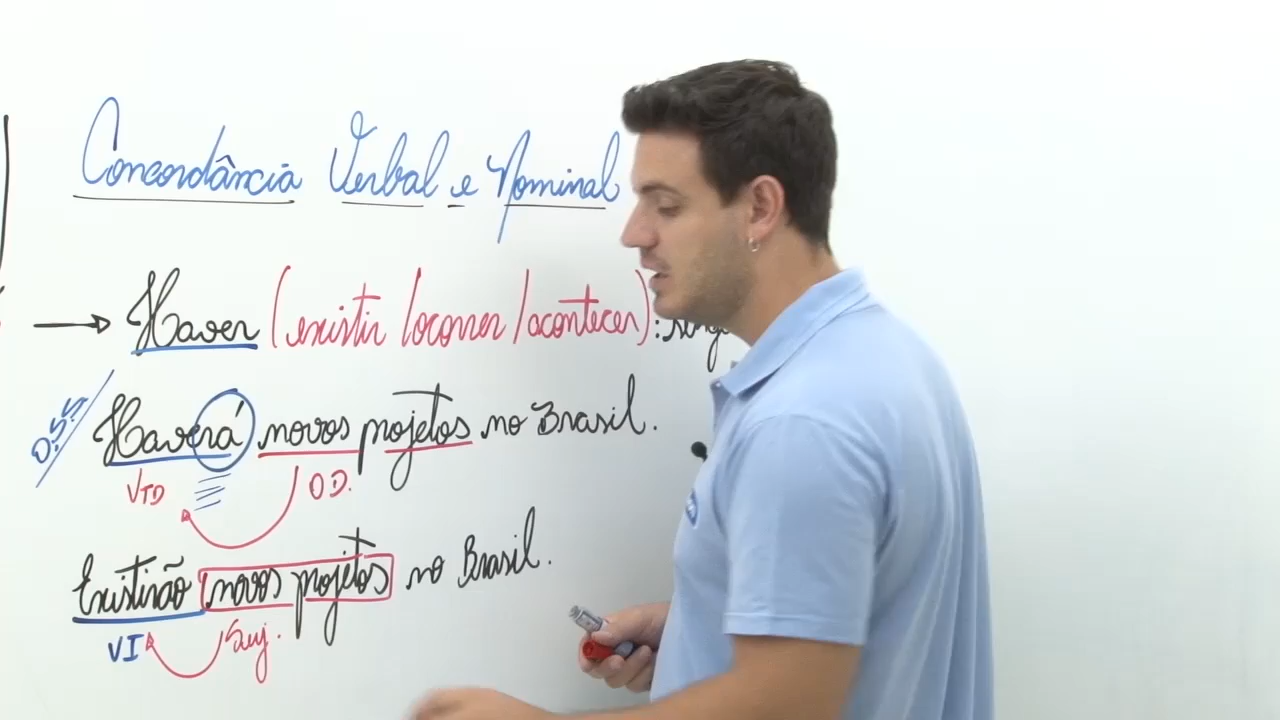 Concordância Verbal e Nominal
Haver (existir / ocorrer / acontecer) :
O.S.S
Haverá novos projetos no Brasil.
VTD O D.
Existirão novos projetos no Brasil.
VI Suj.